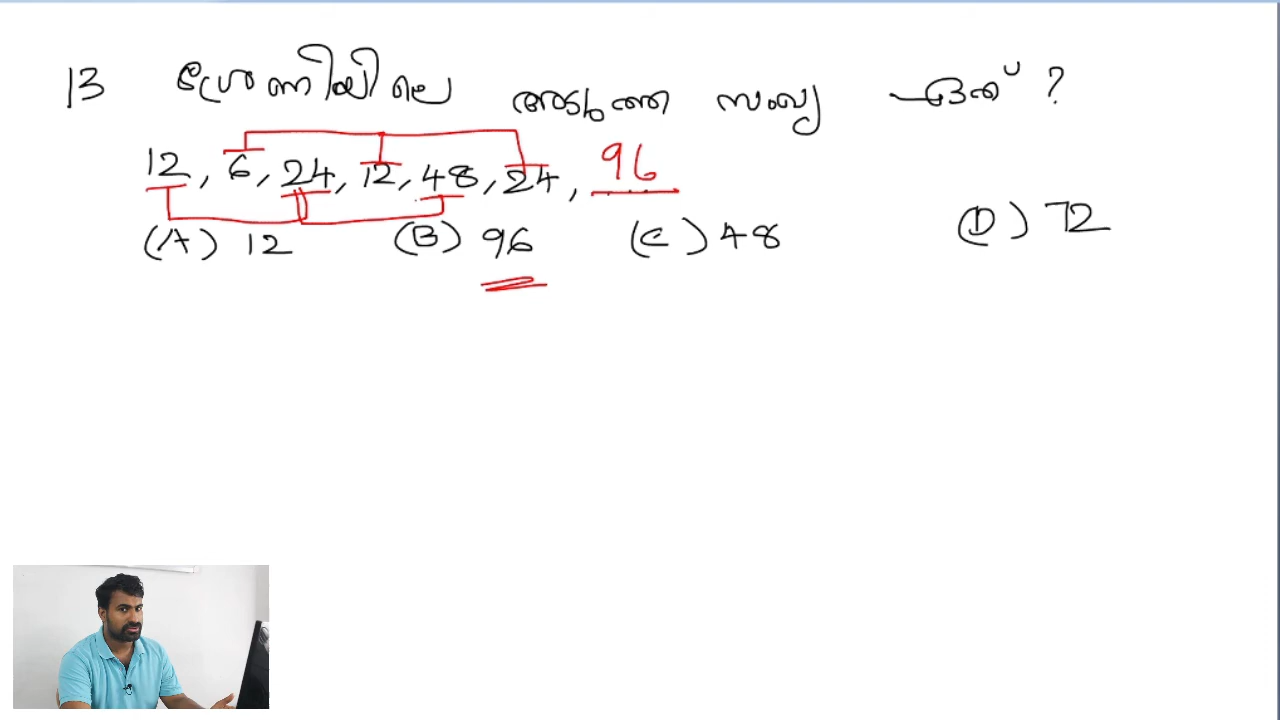 13 ശ്രേണിയിലെ അടുത്ത സംഖ്യ ഏത് ?
12, 6, 24, 12, 48, 24, 96
(A) 12 (B) 96 (C) 48 (D) 72